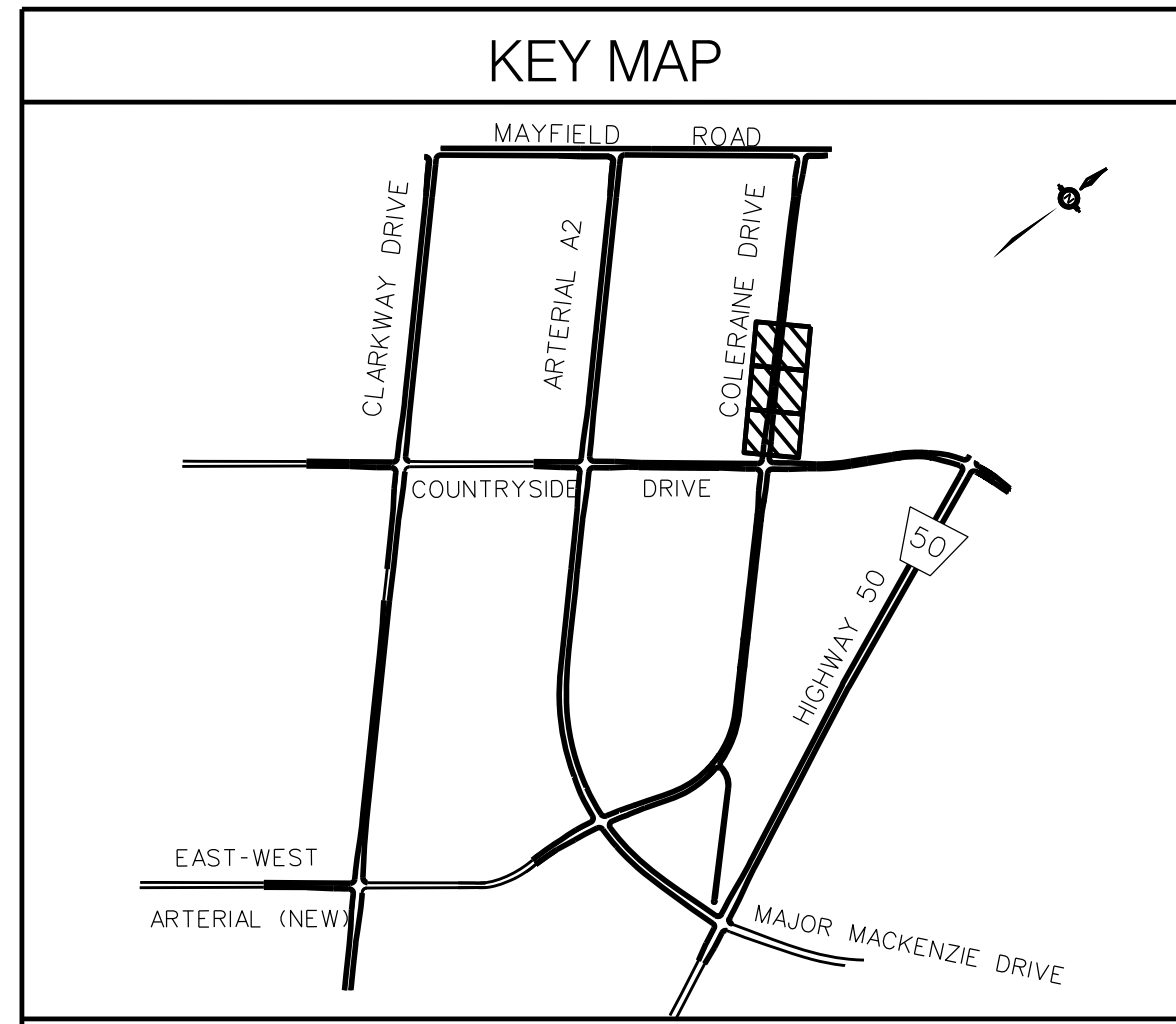 KEY MAP
MAYFIELD ROAD
N
CLARKWAY DRIVE
ARTERIAL A2
COLERAINE DRIVE
COUNTRYSIDE DRIVE
50
HIGHWAY 50
EAST-WEST
ARTERIAL (NEW)
MAJOR MACKENZIE DRIVE